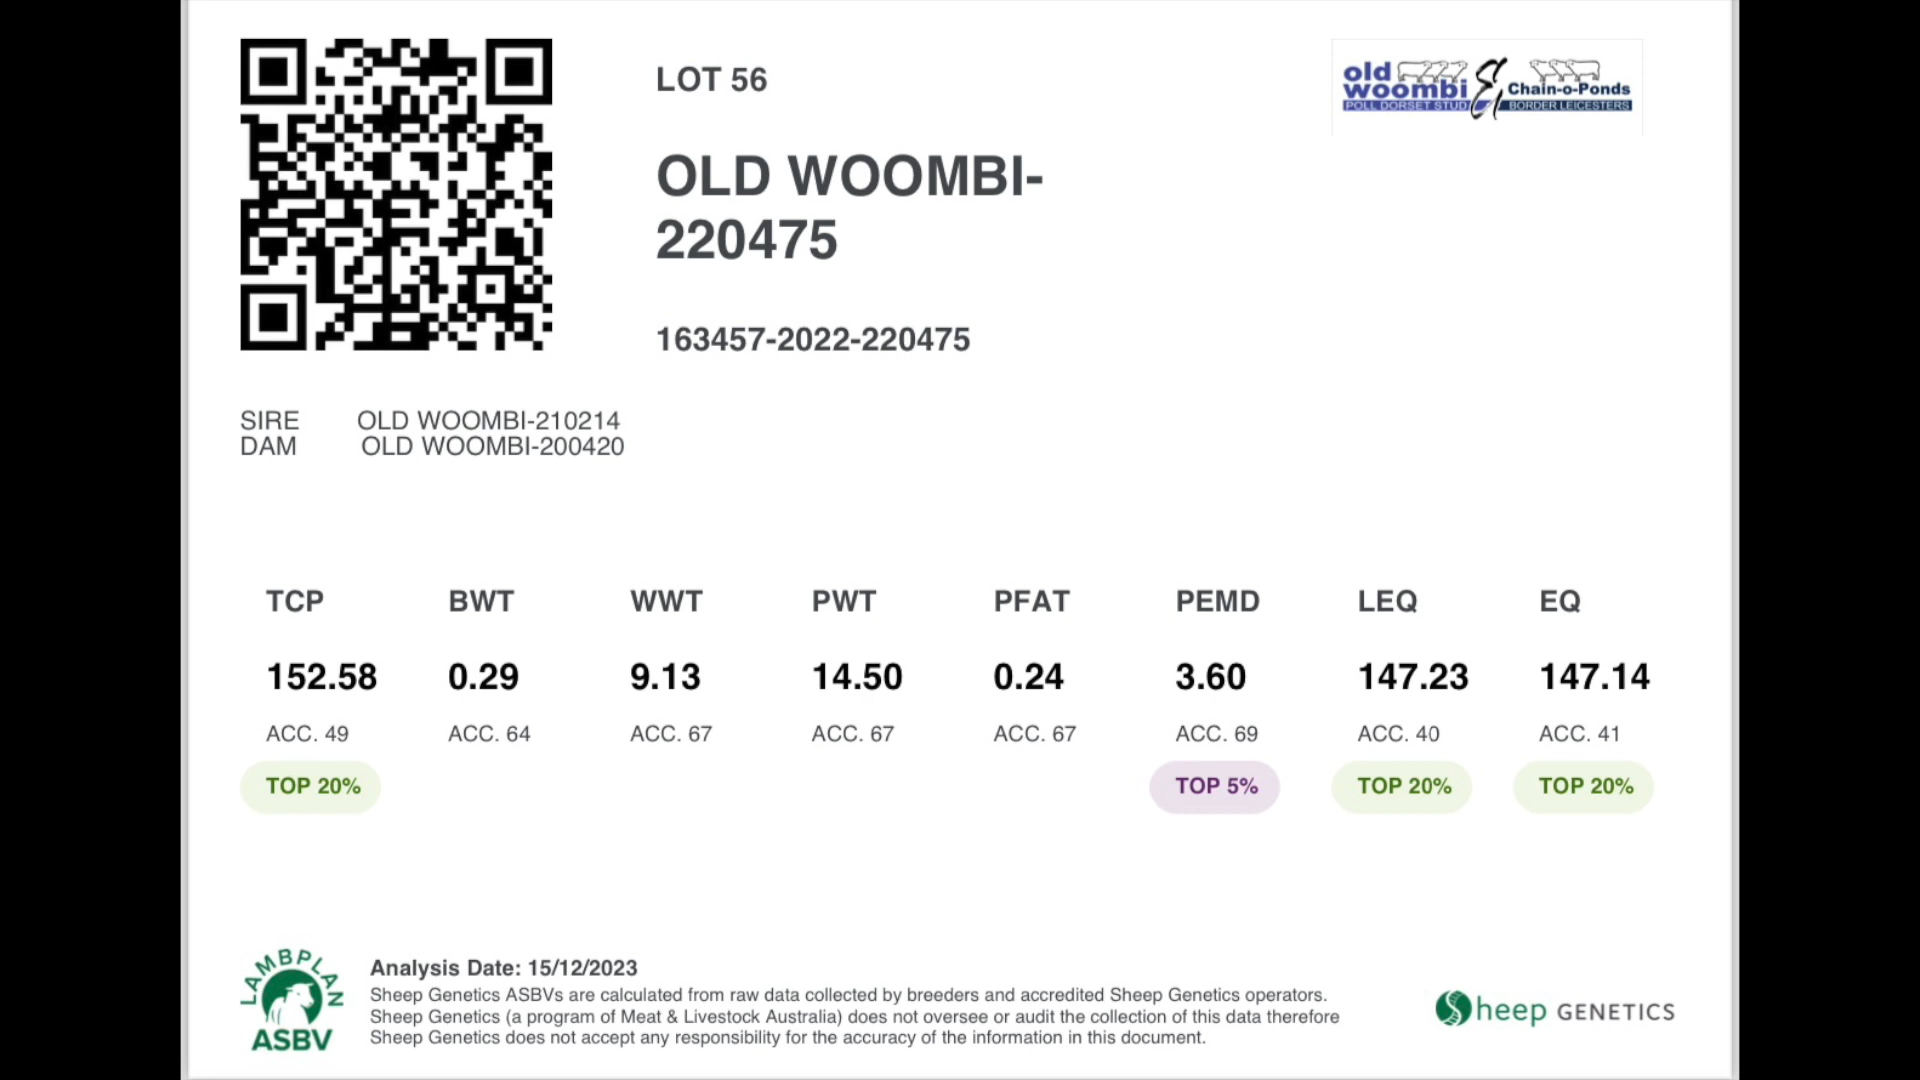 LOT 56
old woombi
POLL DORSET STUD
&
Chain-o-Ponds
BORDER LEICESTERS
OLD WOOMBI-
220475
163457-2022-220475
SIRE OLD WOOMBI-210214
DAM OLD WOOMBI-200420
TCP BWT WWT PWT PFAT PEMD LEQ EQ
152.58 0.29 9.13 14.50 0.24 3.60 147.23 147.14
ACC. 49 ACC. 64 ACC. 67 ACC. 67 ACC. 67 ACC. 69 ACC. 40 ACC. 41
TOP 20% TOP 5% TOP 20% TOP 20%
LAMBPLAN
ASBV
Analysis Date: 15/12/2023
Sheep Genetics ASBVs are calculated from raw data collected by breeders and accredited Sheep Genetics operators.
Sheep Genetics (a program of Meat & Livestock Australia) does not oversee or audit the collection of this data therefore
Sheep Genetics does not accept any responsibility for the accuracy of the information in this document.
Sheep GENETICS